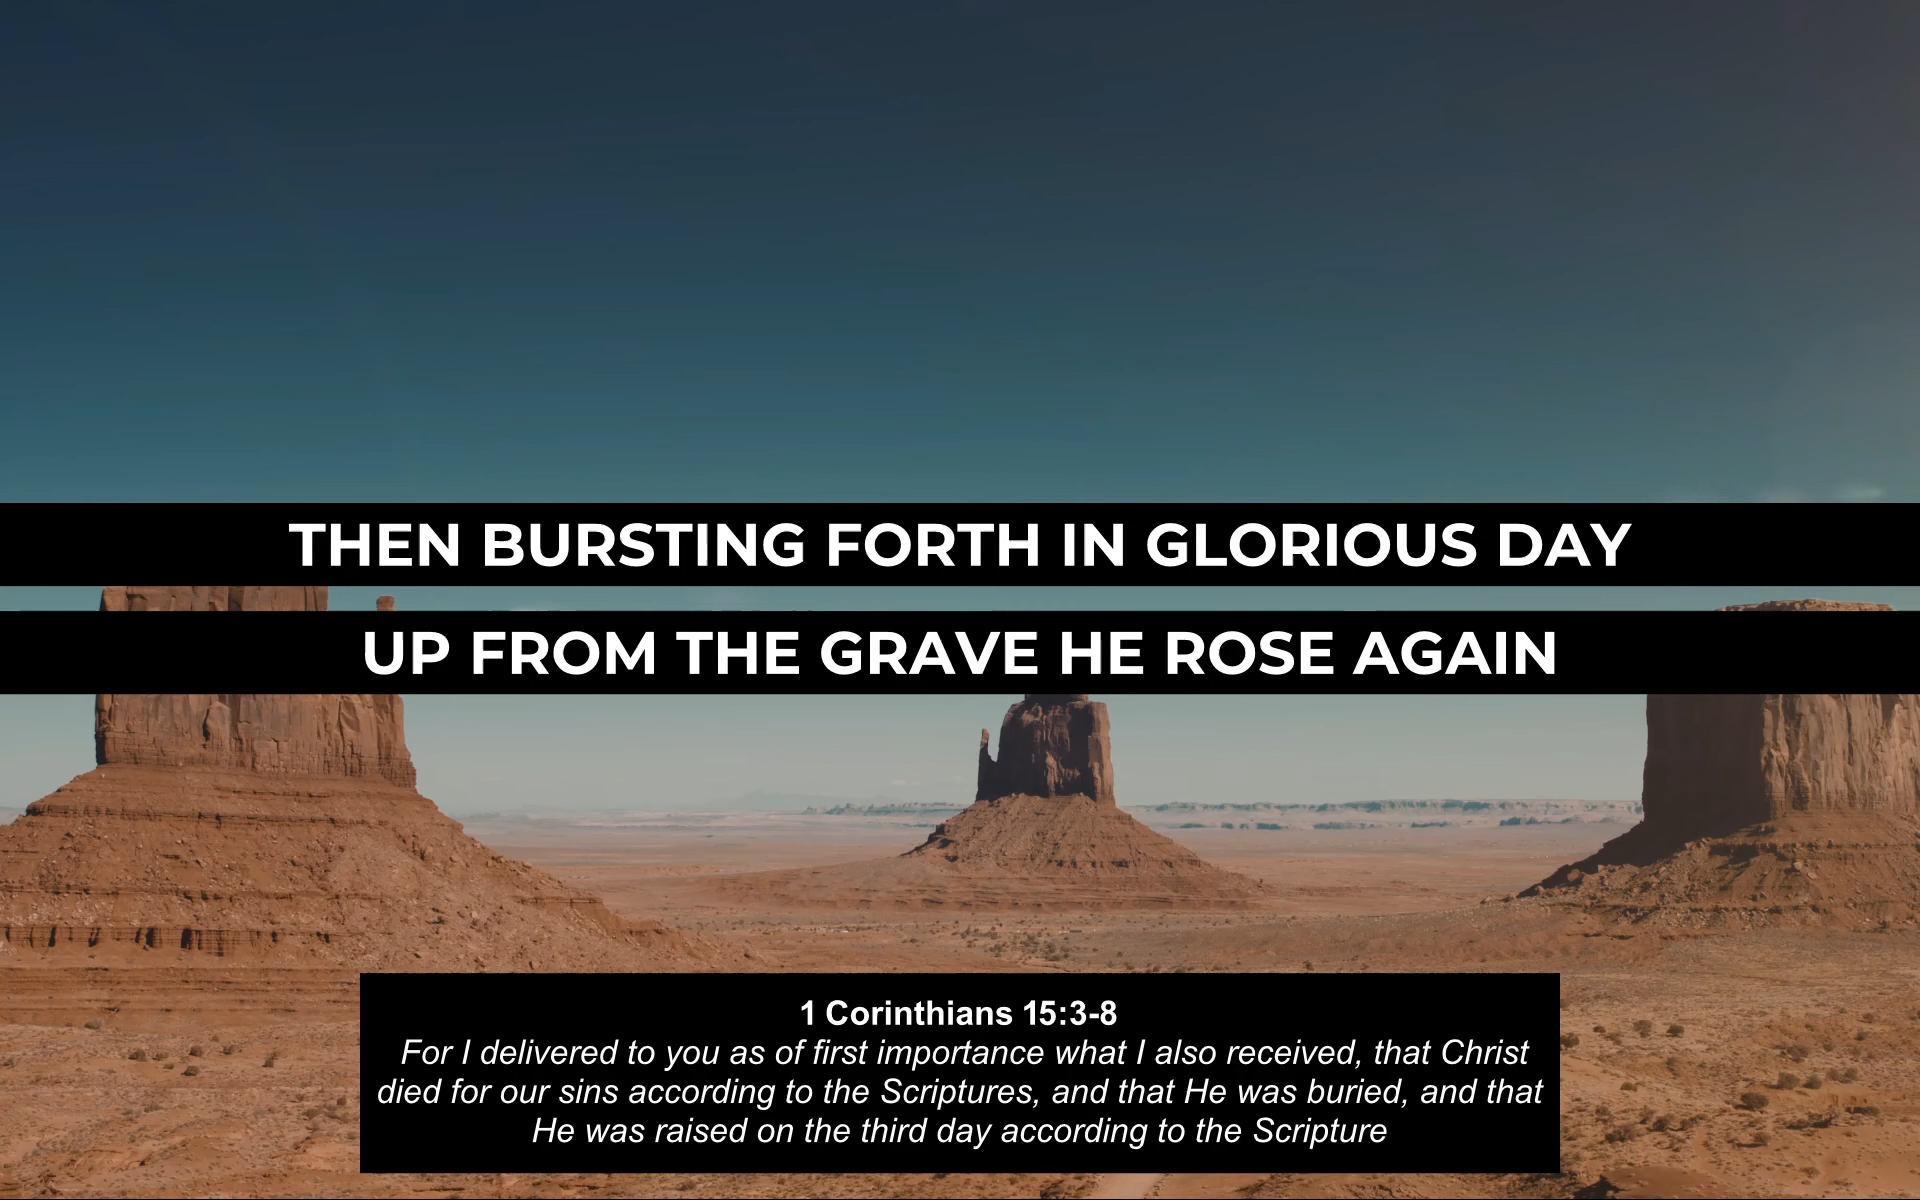 THEN BURSTING FORTH IN GLORIOUS DAY
UP FROM THE GRAVE HE ROSE AGAIN
1 Corinthians 15:3-8
For I delivered to you as of first importance what I also received, that Christ
died for our sins according to the Scriptures, and that He was buried, and that
He was raised on the third day according to the Scripture